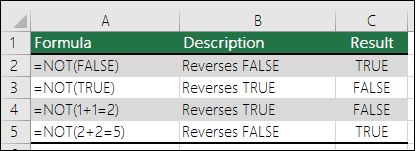 A B C
1 Formula Description Result
2 =NOT(FALSE) Reverses FALSE TRUE
3 =NOT(TRUE) Reverses TRUE FALSE
4 =NOT(1+1=2) Reverses TRUE FALSE
5 =NOT(2+2=5) Reverses FALSE TRUE